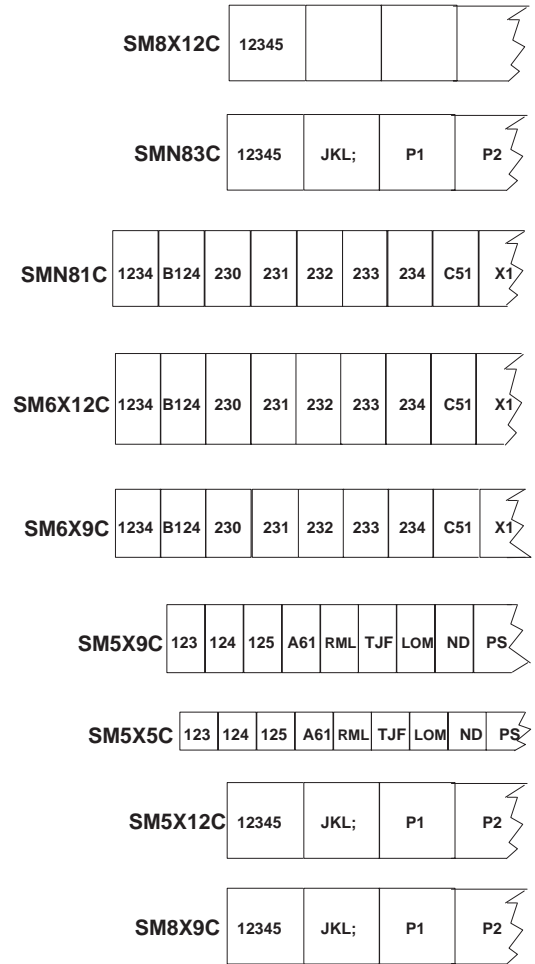 SM8X12C 12345
SMN83C 12345 JKL; P1 P2
SMN81C 1234 B124 230 231 232 233 234 C51 X1
SM6X12C 1234 B124 230 231 232 233 234 C51 X1
SM6X9C 1234 B124 230 231 232 233 234 C51 X1
SM5X9C 123 124 125 A61 RML TJF LOM ND PS
SM5X5C 123 124 125 A61 RML TJF LOM ND PS
SM5X12C 12345 JKL; P1 P2
SM8X9C 12345 JKL; P1 P2